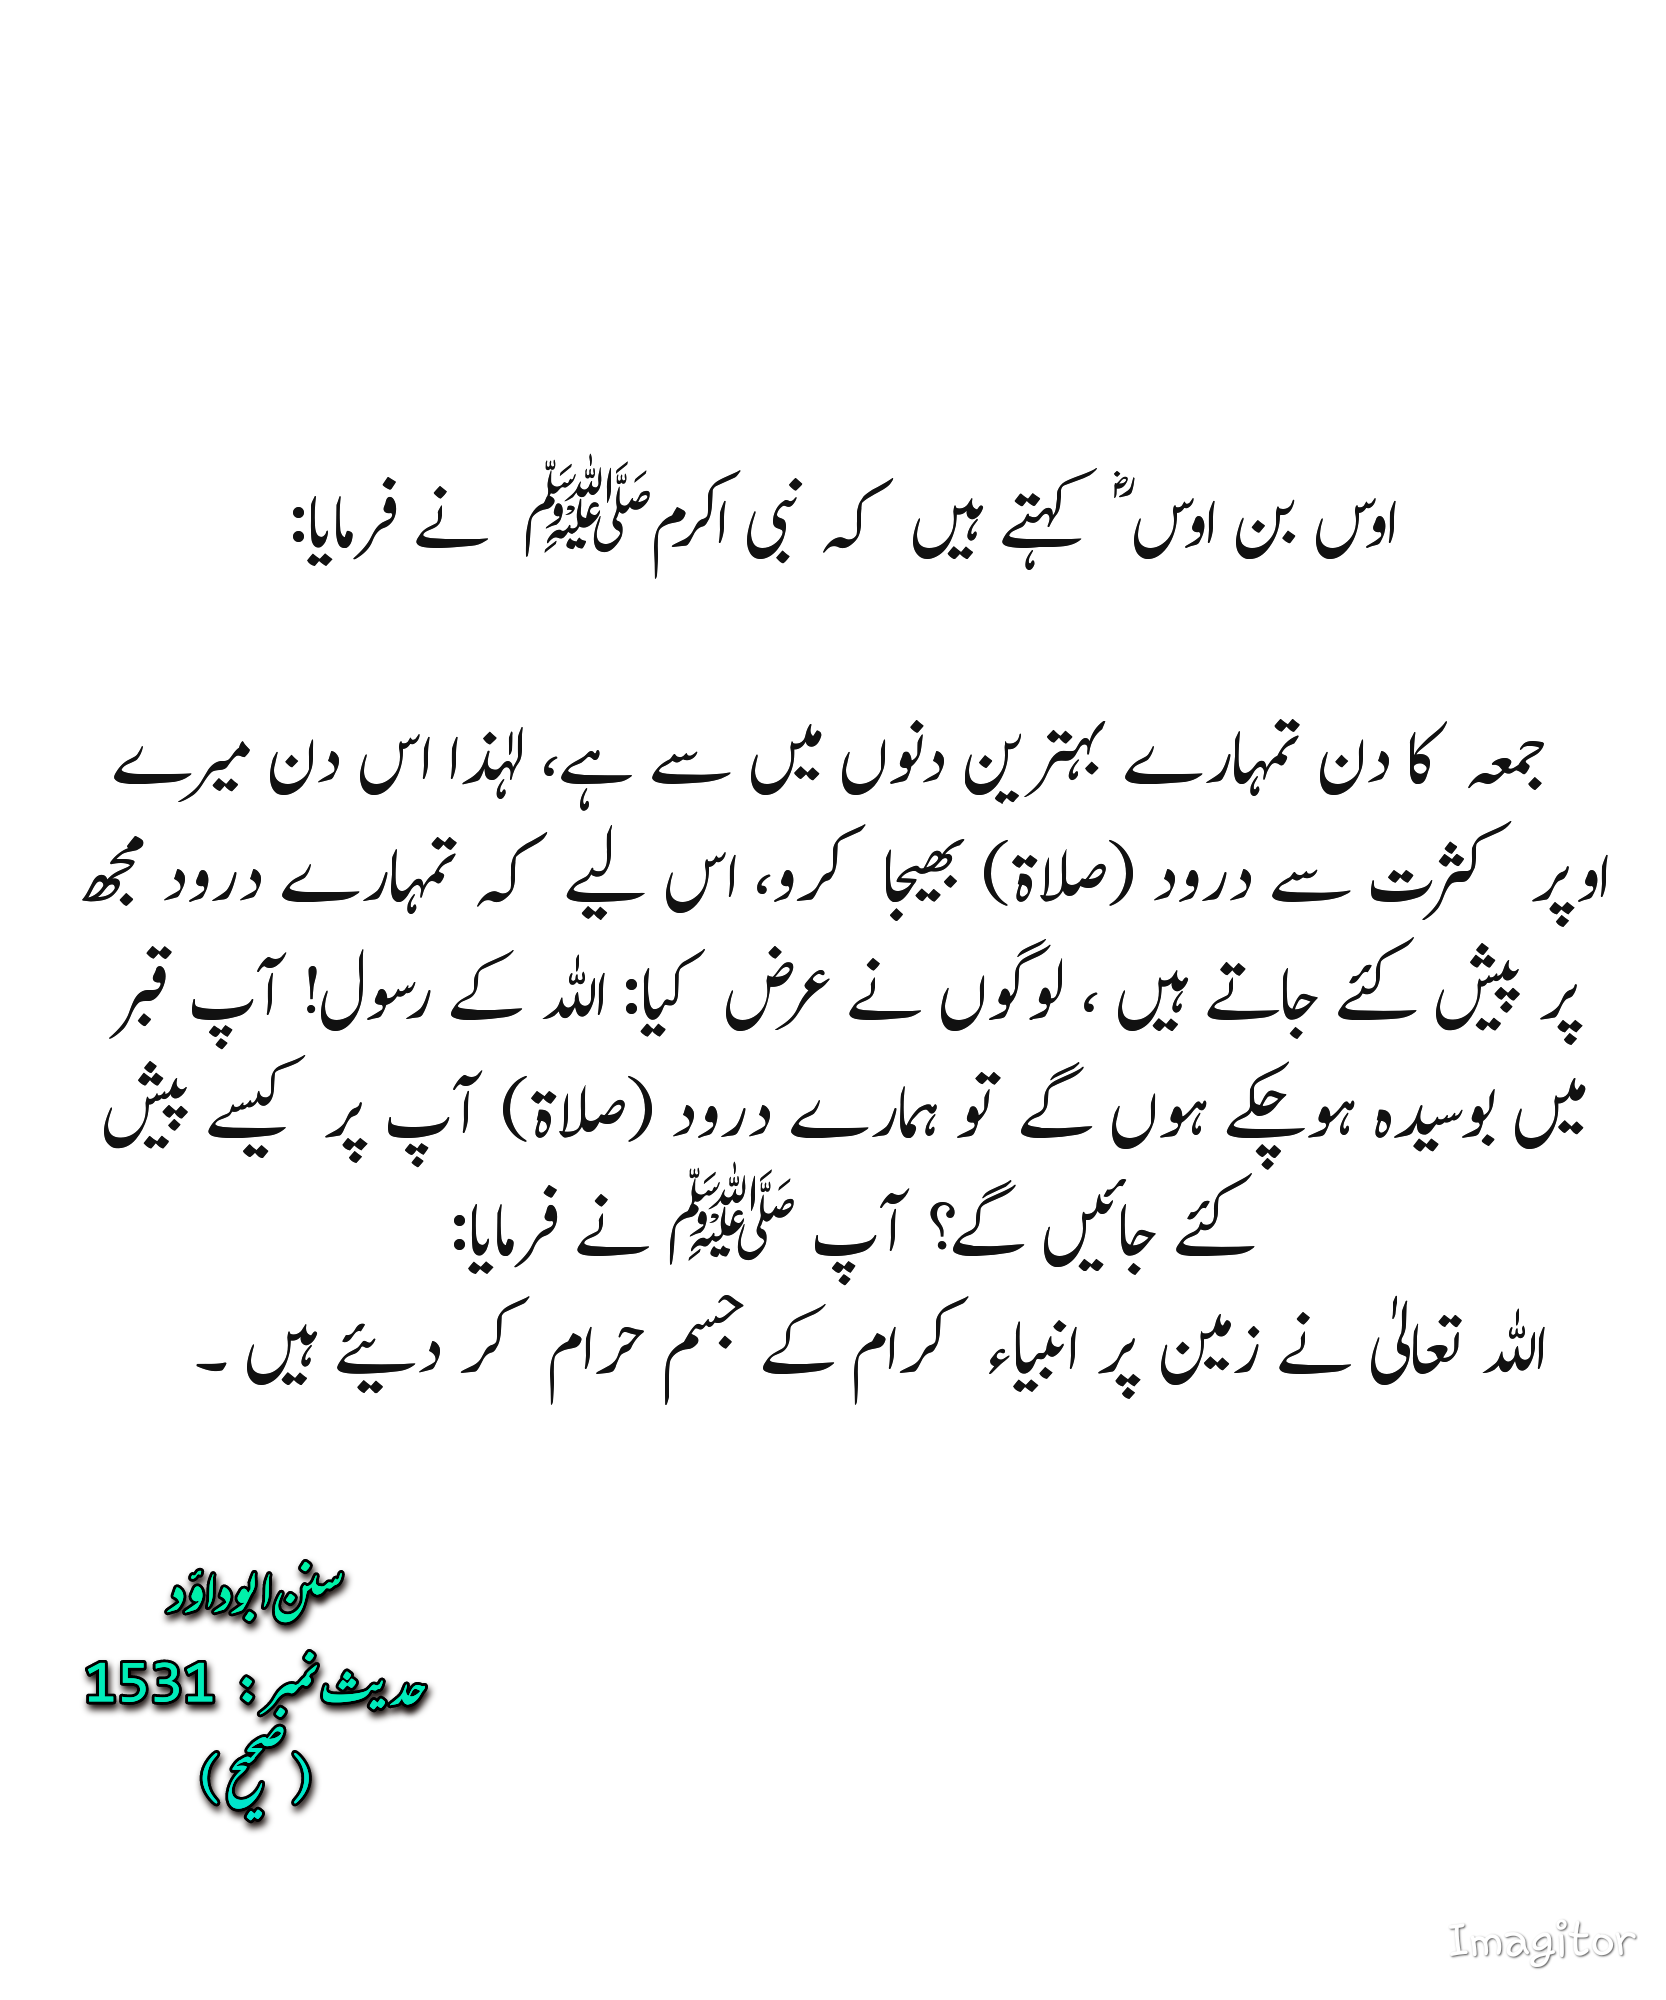 اوس بن اوس ؓ کہتے ہیں کہ نبی اکرم ﷺ نے فرمایا:
جمعہ کا دن تمہارے بہترین دنوں میں سے ہے، لہٰذا اس دن میرے
اوپر کثرت سے درود (صلاۃ) بھیجا کرو، اس لیے کہ تمہارے درود مجھ
پر پیش کئے جاتے ہیں ، لوگوں نے عرض کیا: اللہ کے رسول! آپ قبر
میں بوسیدہ ہو چکے ہوں گے تو ہمارے درود (صلاۃ) آپ پر کیسے پیش
کئے جائیں گے؟ آپ ﷺ نے فرمایا:
اللہ تعالیٰ نے زمین پر انبیاء کرام کے جسم حرام کر دیئے ہیں ۔
سنن ابوداؤد
حدیث نمبر : 1531
(صحیح)
Imagitor